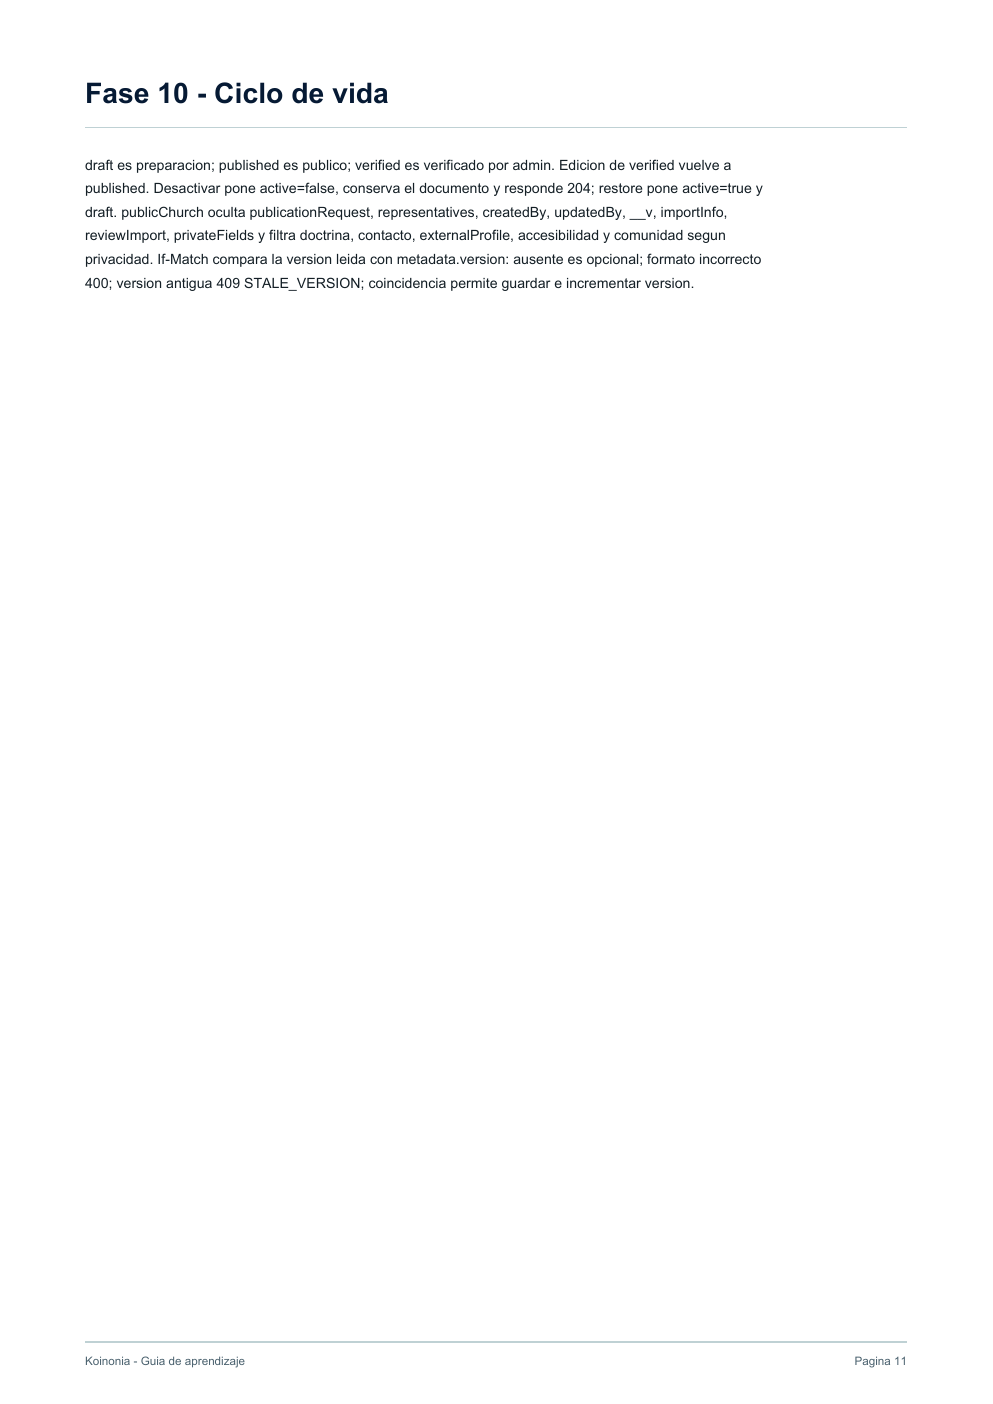 Fase 10 - Ciclo de vida
draft es preparacion; published es publico; verified es verificado por admin. Edicion de verified vuelve a
published. Desactivar pone active=false, conserva el documento y responde 204; restore pone active=true y
draft. publicChurch oculta publicationRequest, representatives, createdBy, updatedBy, __v, importInfo,
reviewImport, privateFields y filtra doctrina, contacto, externalProfile, accesibilidad y comunidad segun
privacidad. If-Match compara la version leida con metadata.version: ausente es opcional; formato incorrecto
400; version antigua 409 STALE_VERSION; coincidencia permite guardar e incrementar version.
Koinonia - Guia de aprendizaje
Pagina 11